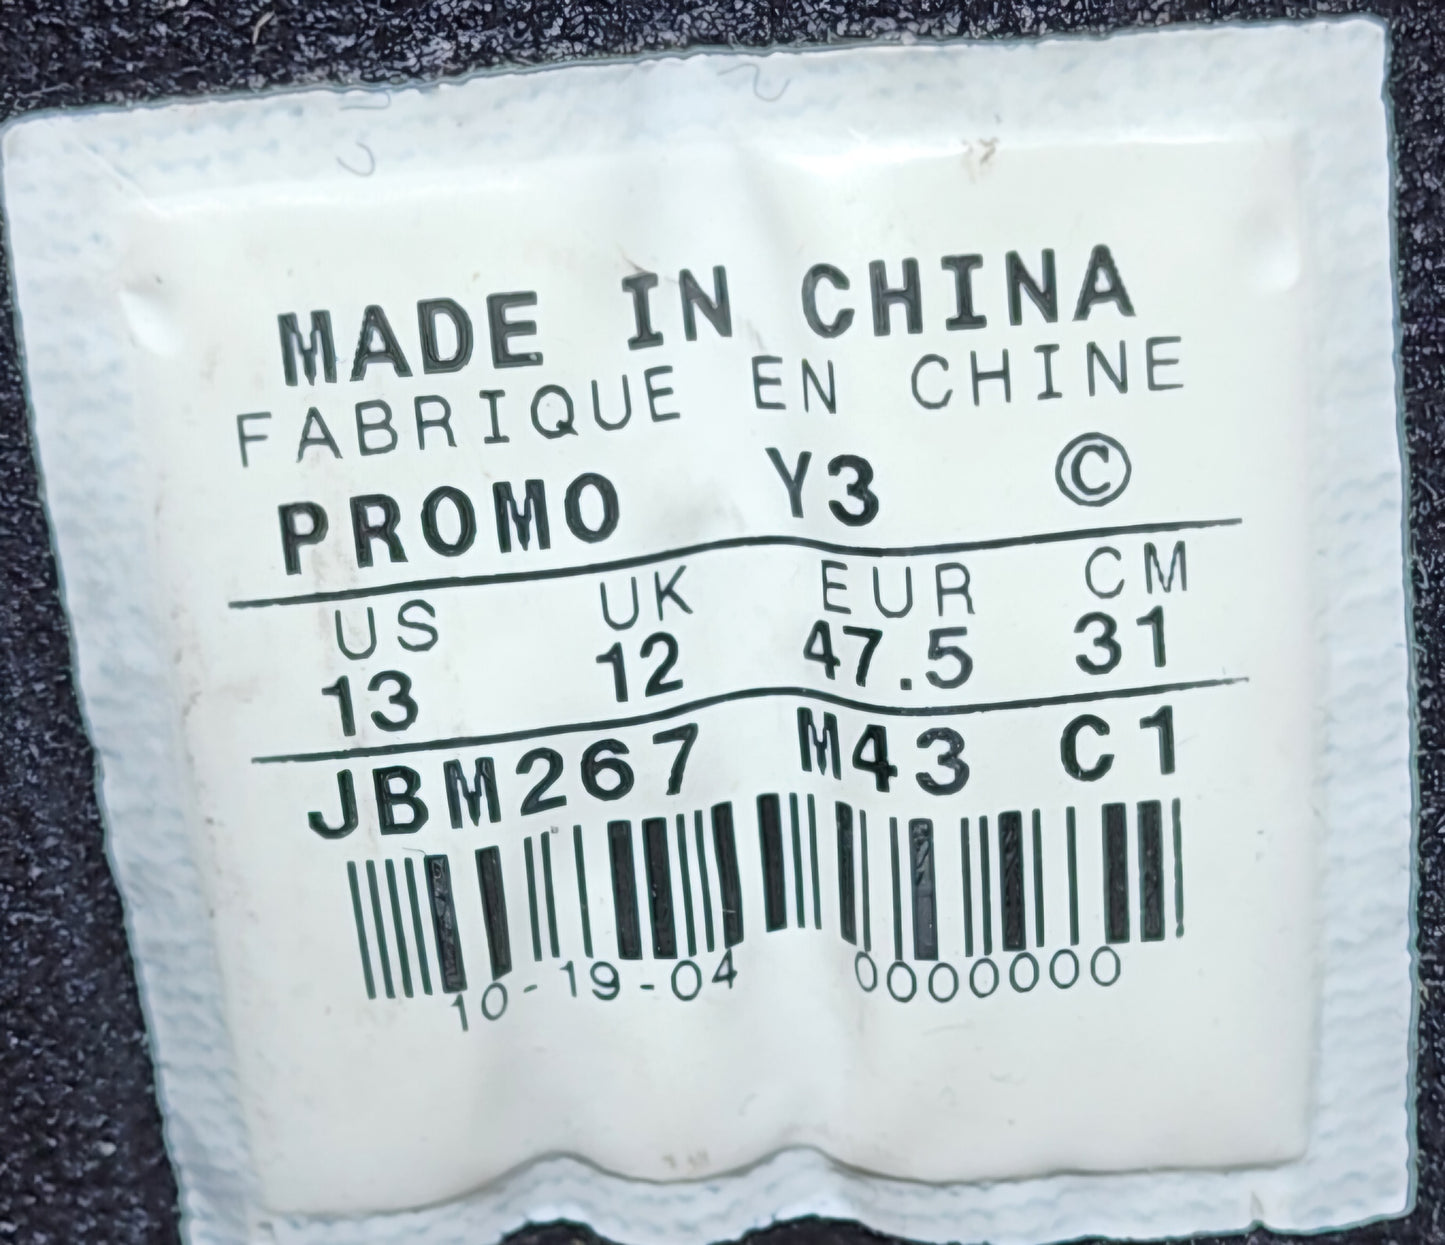 MADE IN CHINA
FABRIQUE EN CHINE
PROMO Y3 ©
US UK EUR CM
13 12 47.5 31
JBM267 M43 C1
10-19-04 0000000